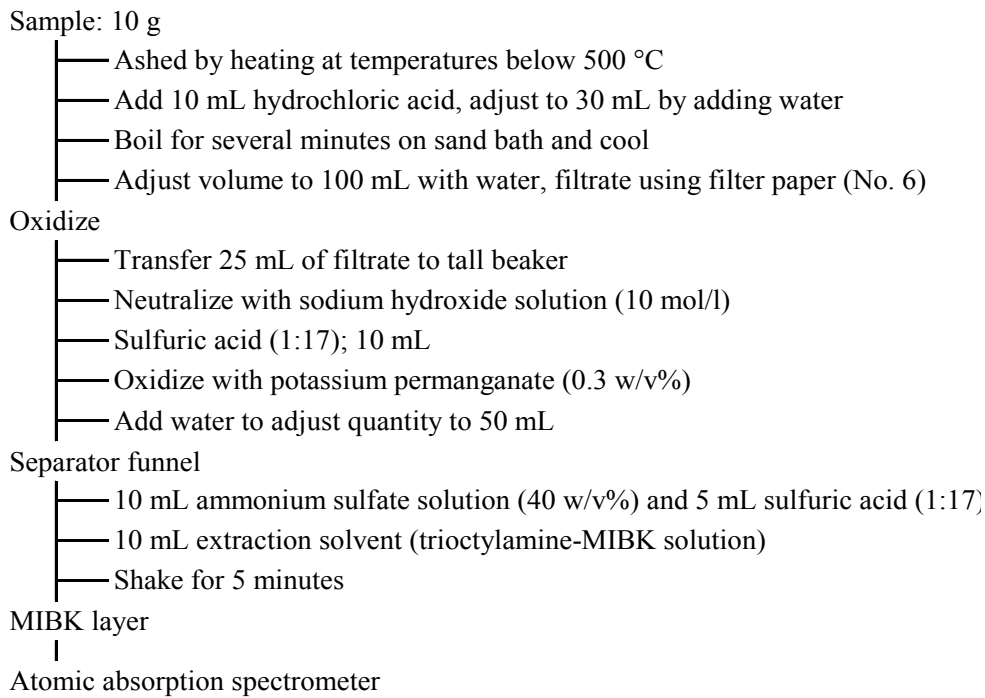 Sample: 10 g
Ashed by heating at temperatures below 500 °C
Add 10 mL hydrochloric acid, adjust to 30 mL by adding water
Boil for several minutes on sand bath and cool
Adjust volume to 100 mL with water, filtrate using filter paper (No. 6)
Oxidize
Transfer 25 mL of filtrate to tall beaker
Neutralize with sodium hydroxide solution (10 mol/l)
Sulfuric acid (1:17); 10 mL
Oxidize with potassium permanganate (0.3 w/v%)
Add water to adjust quantity to 50 mL
Separator funnel
10 mL ammonium sulfate solution (40 w/v%) and 5 mL sulfuric acid (1:17)
10 mL extraction solvent (trioctylamine-MIBK solution)
Shake for 5 minutes
MIBK layer
Atomic absorption spectrometer